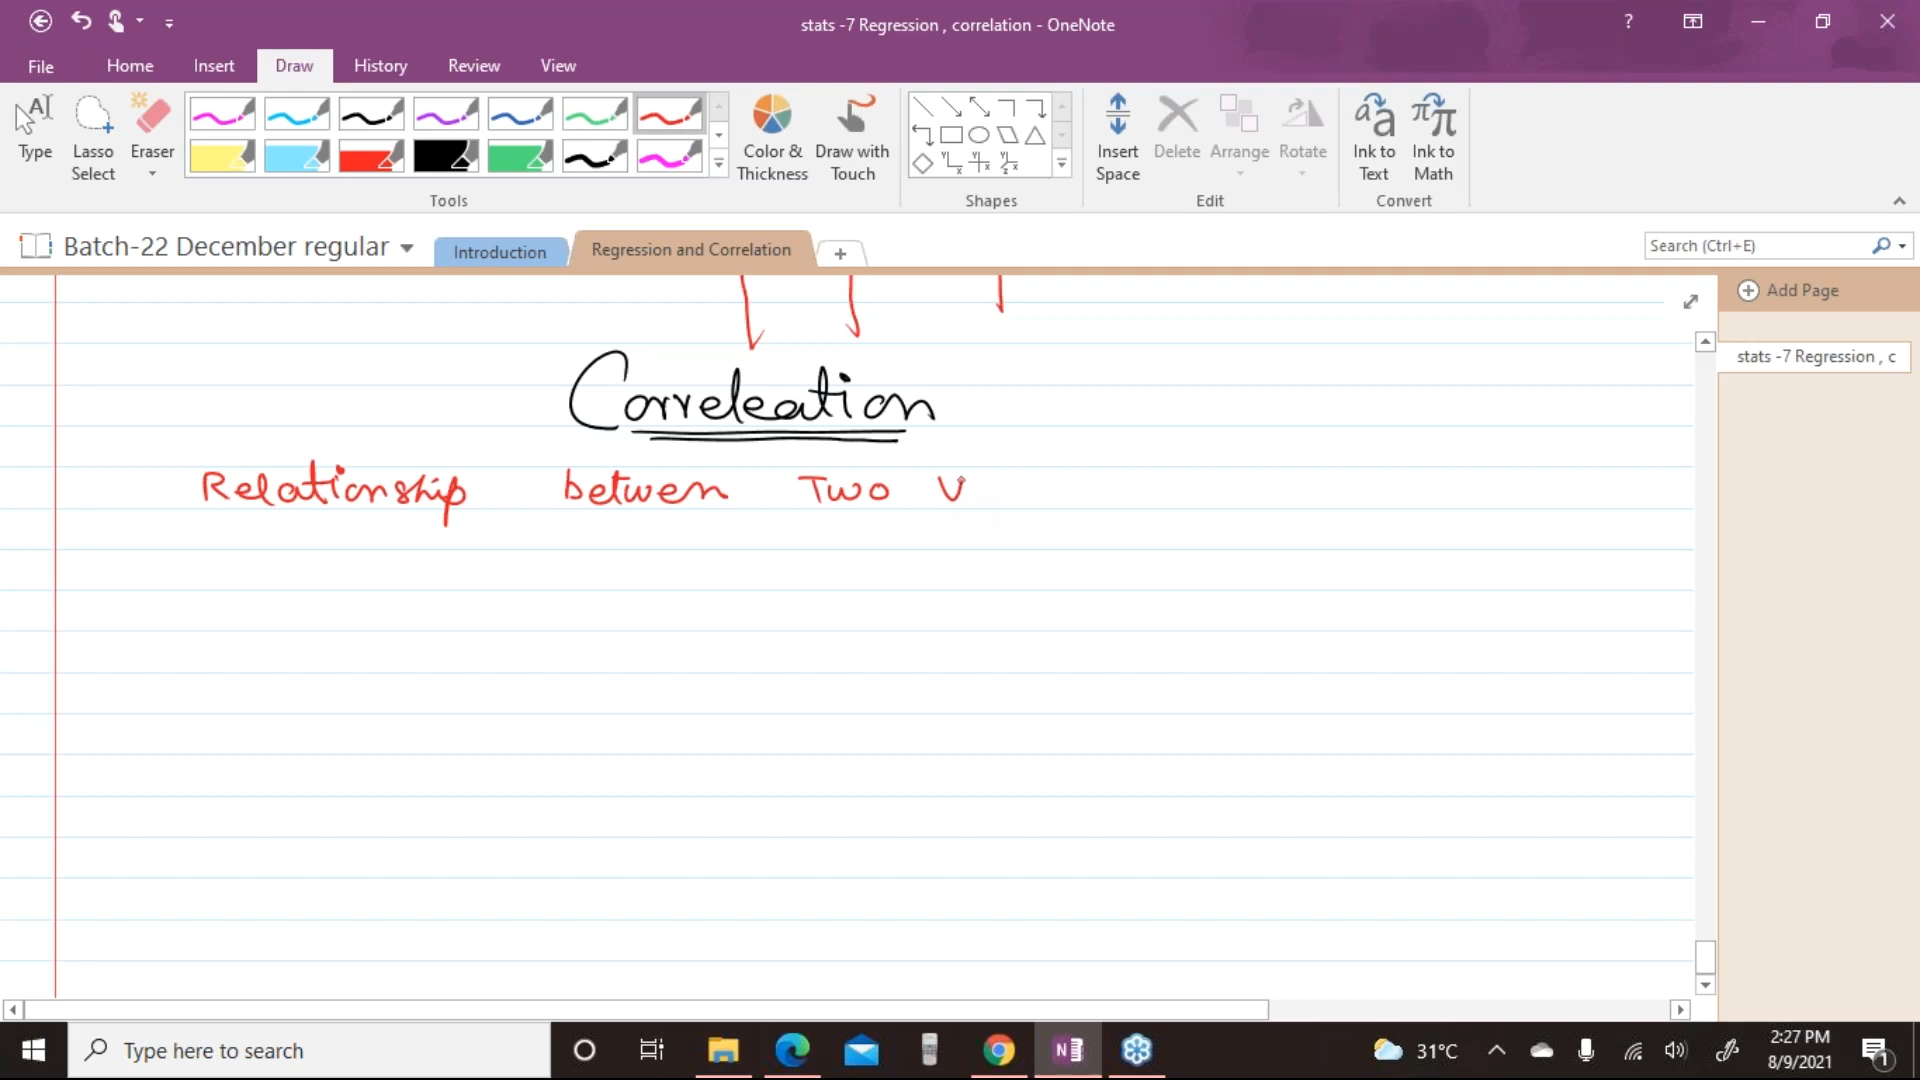 stats -7 Regression , correlation - OneNote
?
File Home Insert Draw History Review View
Type
Lasso Select
Eraser
Color & Thickness
Draw with Touch
Insert Space
Delete
Arrange
Rotate
Ink to Text
Ink to Math
Tools
Shapes
Edit
Convert
Batch-22 December regular
Introduction
Regression and Correlation
Search (Ctrl+E)
Add Page
stats -7 Regression , c
Correleation
Relationship betwen Two V
Type here to search
31°C
2:27 PM
8/9/2021
1